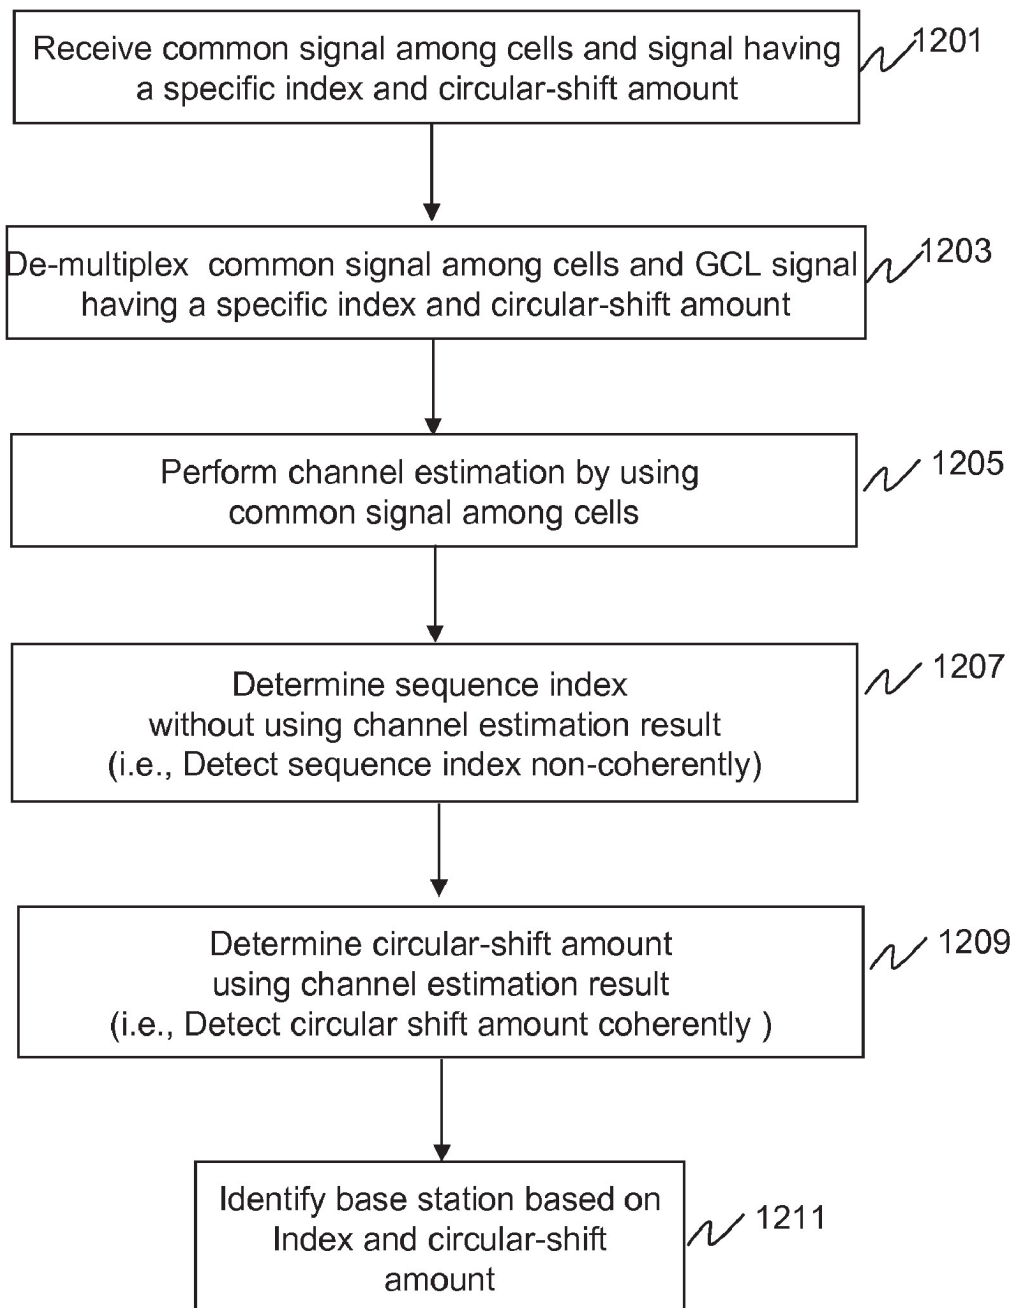 Receive common signal among cells and signal having
a specific index and circular-shift amount
1201
De-multiplex common signal among cells and GCL signal
having a specific index and circular-shift amount
1203
Perform channel estimation by using
common signal among cells
1205
Determine sequence index
without using channel estimation result
(i.e., Detect sequence index non-coherently)
1207
Determine circular-shift amount
using channel estimation result
(i.e., Detect circular shift amount coherently )
1209
Identify base station based on
Index and circular-shift
amount
1211